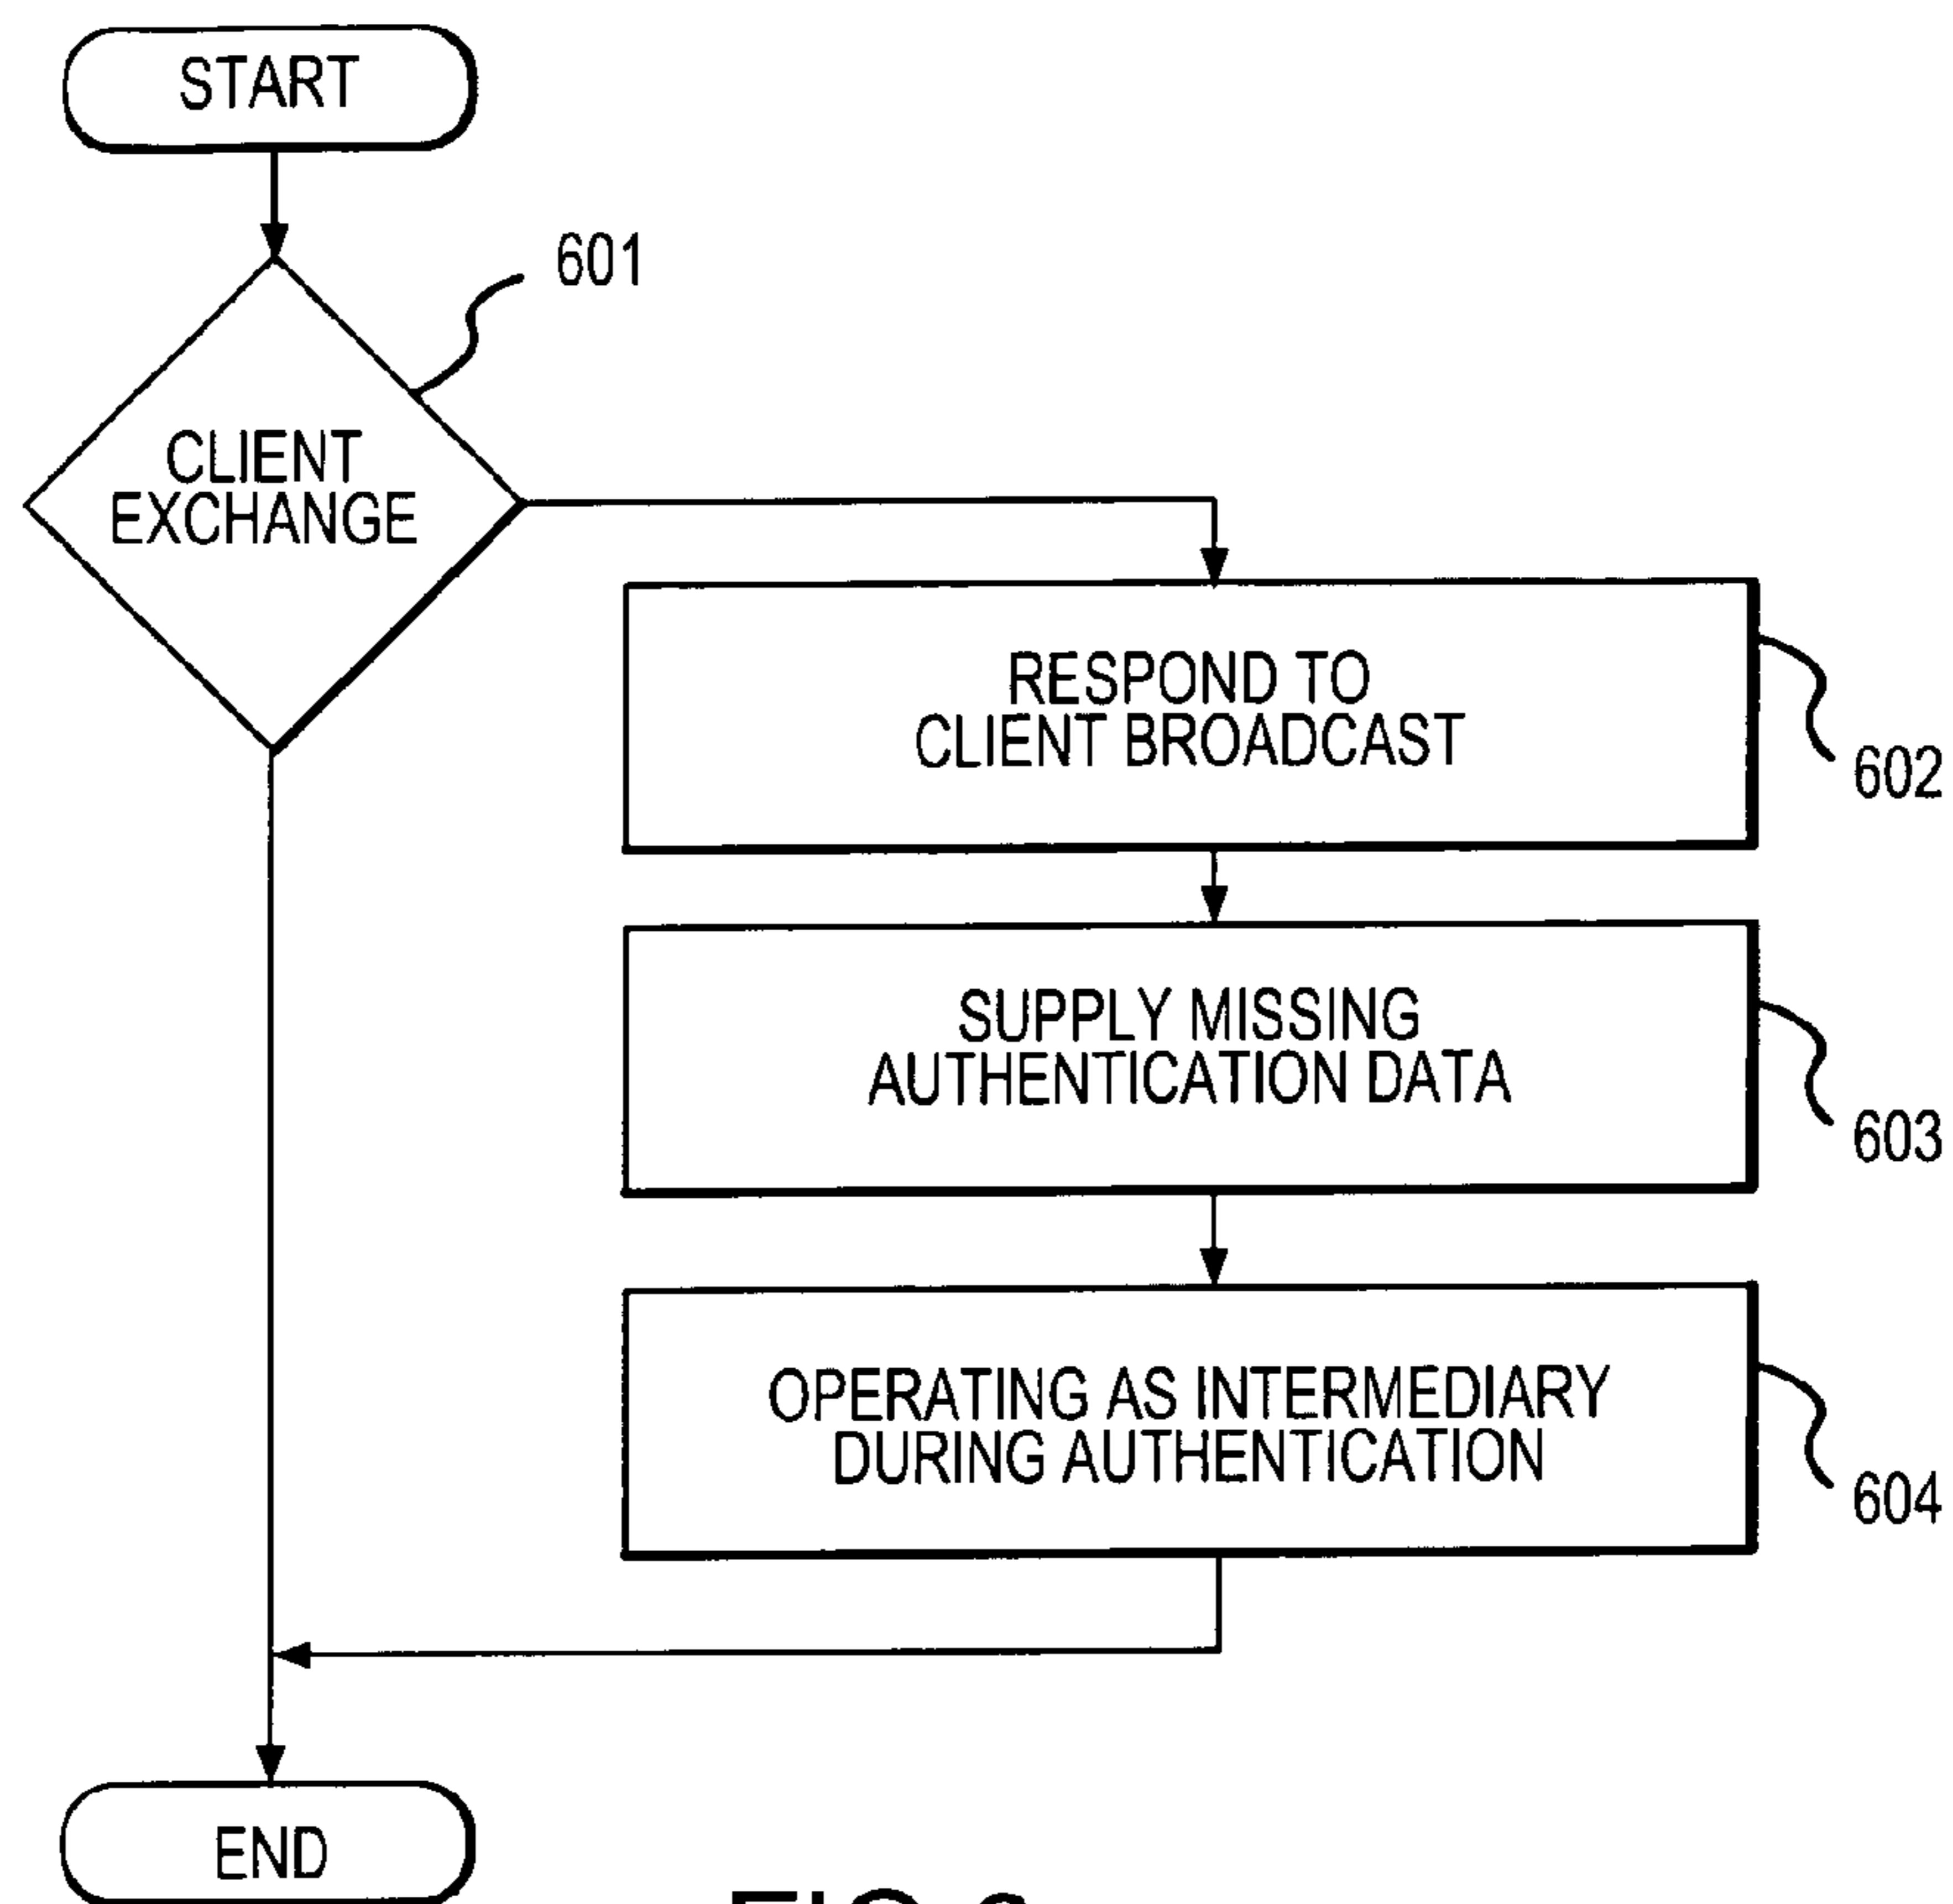 START
601
CLIENT
EXCHANGE
RESPOND TO
CLIENT BROADCAST
602
SUPPLY MISSING
AUTHENTICATION DATA
603
OPERATING AS INTERMEDIARY
DURING AUTHENTICATION
604
END